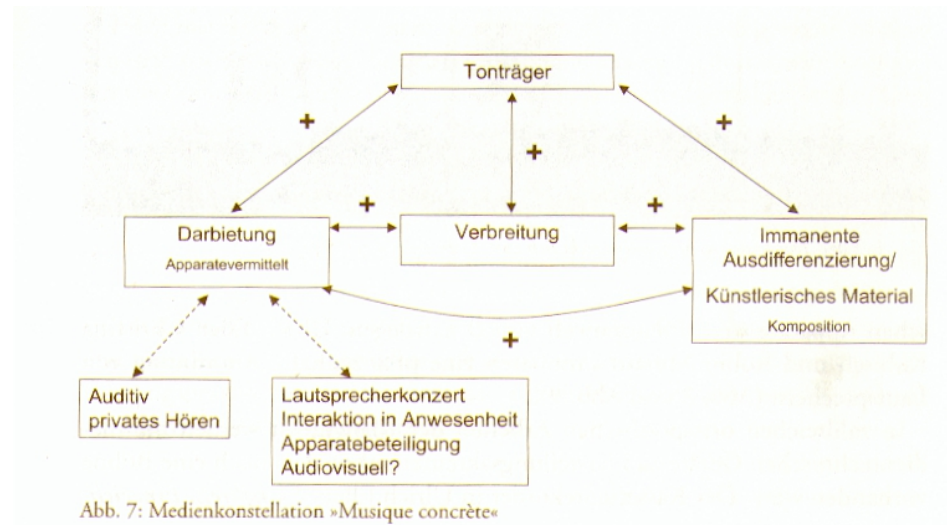 Tonträger
+
+
+
+
+
Darbietung
Apparatevermittelt
Verbreitung
Immanente
Ausdifferenzierung/
Künstlerisches Material
Komposition
+
Auditiv
privates Hören
Lautsprecherkonzert
Interaktion in Anwesenheit
Apparatebeteiligung
Audiovisuell?
Abb. 7: Medienkonstellation »Musique concrète«